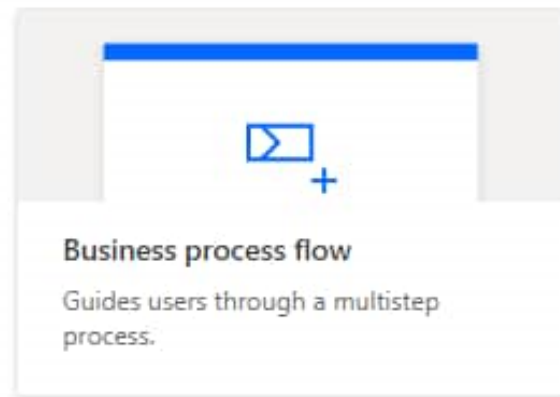 Business process flow
Guides users through a multistep
process.